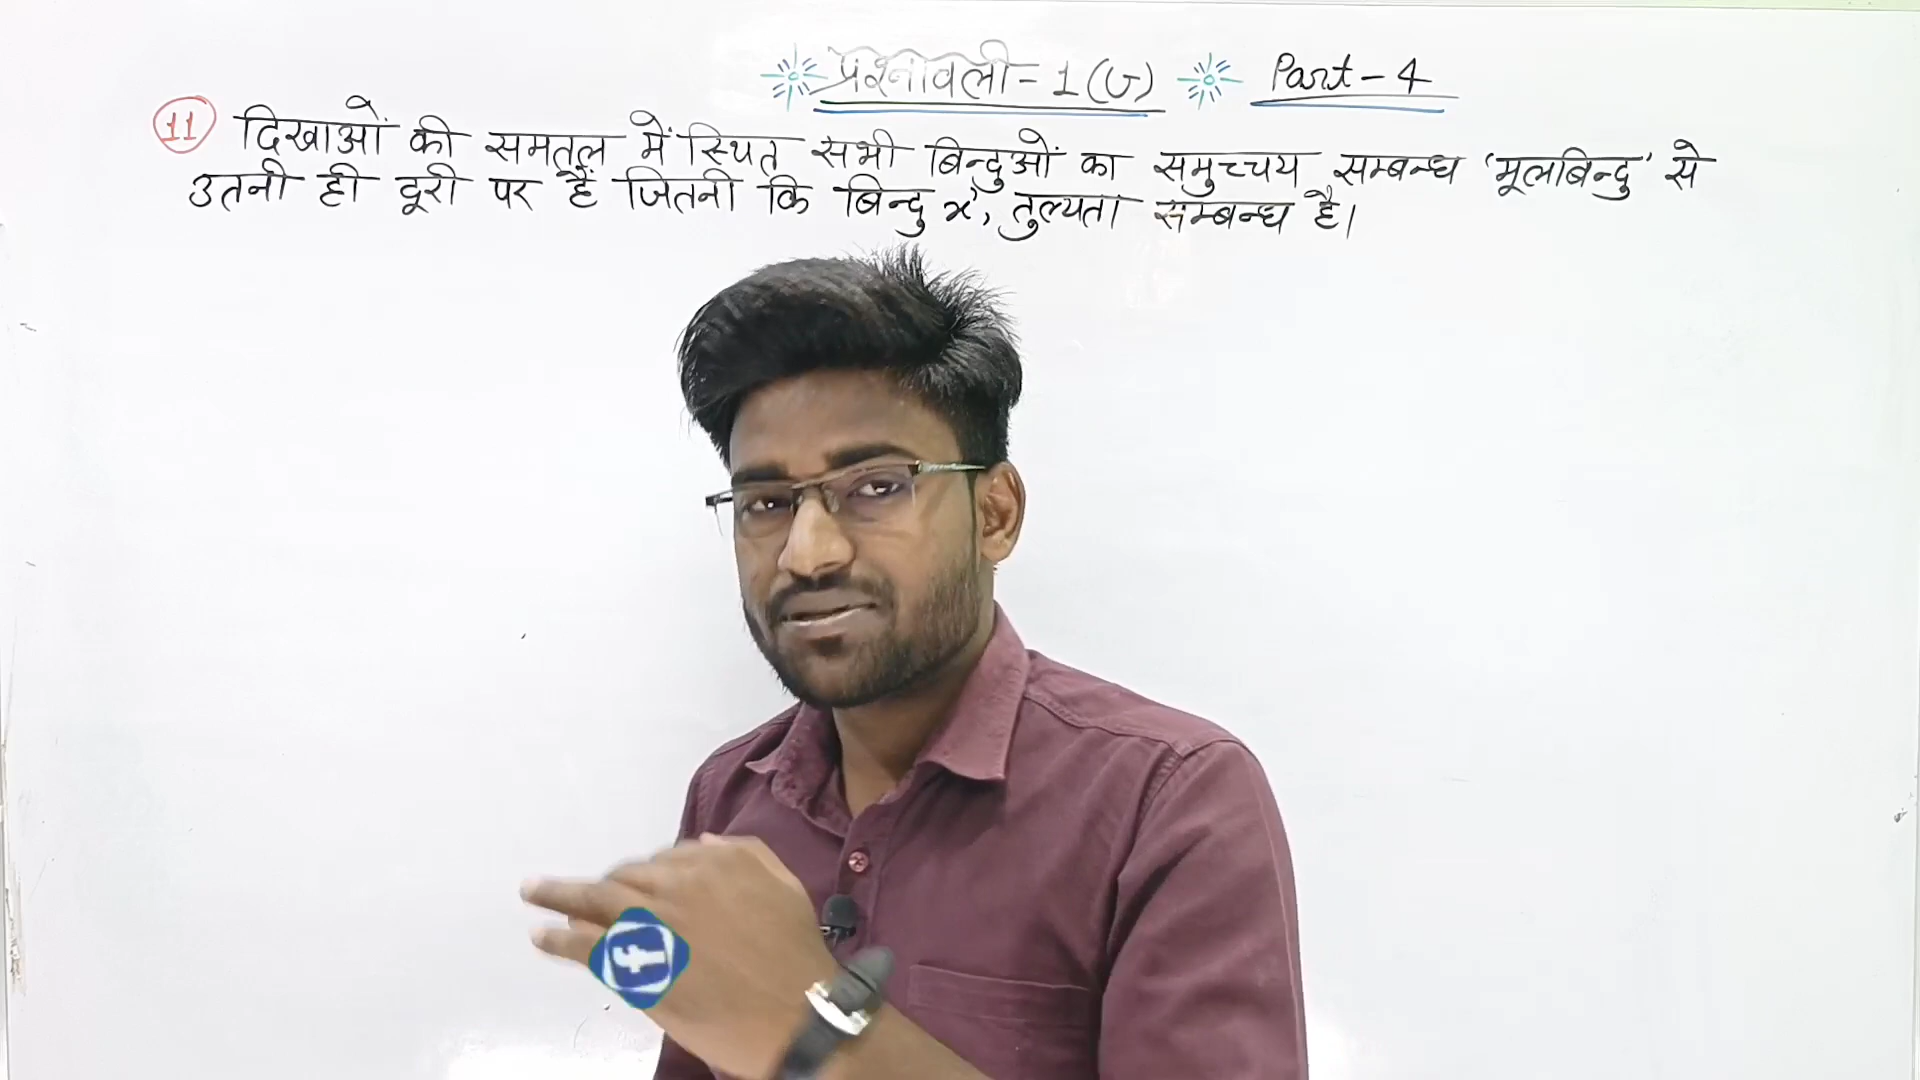 प्रश्नावली - 1 (U) Part - 4
11 दिखाओं की समतल में स्थित सभी बिन्दुओं का समुच्चय सम्बन्ध 'मूलबिन्दु' से
उतनी ही दूरी पर हैं जितनी कि बिन्दु x', तुल्यता सम्बन्ध है।
f